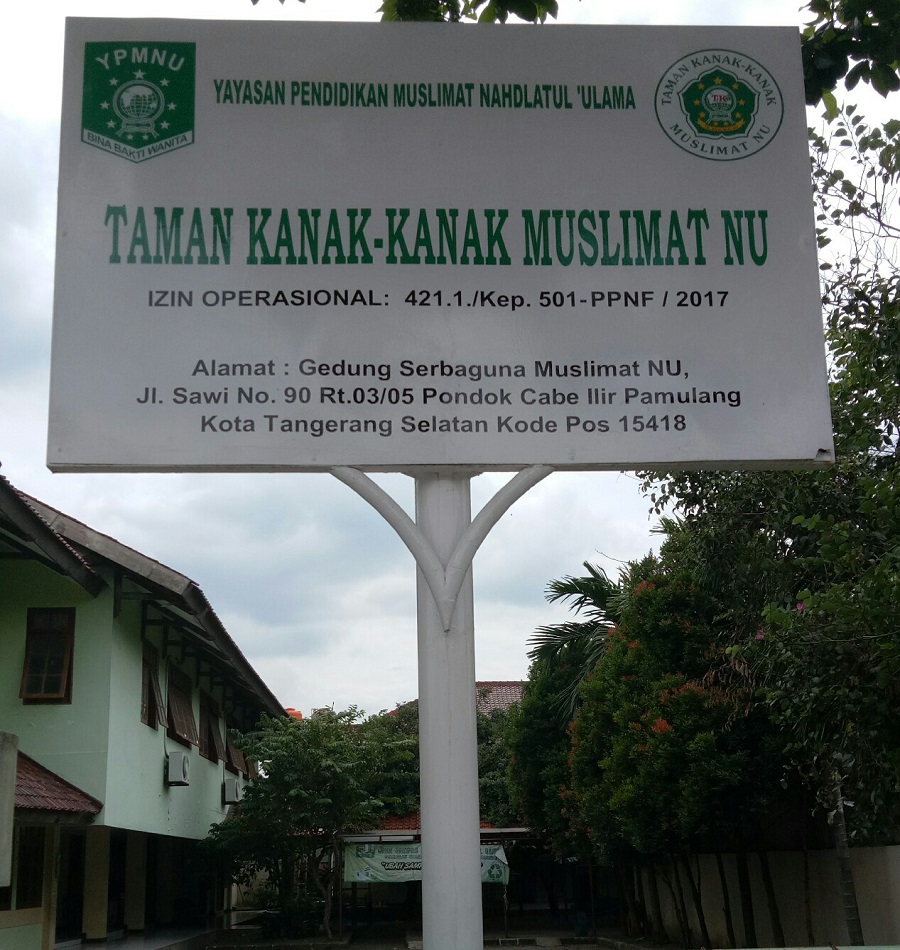 YPMNU
BINA BAKTI WANITA
YAYASAN PENDIDIKAN MUSLIMAT NAHDLATUL 'ULAMA
TAMAN KANAK-KANAK
MUSLIMAT NU
TAMAN KANAK-KANAK MUSLIMAT NU
IZIN OPERASIONAL: 421.1./Kep. 501-PPNF / 2017
Alamat : Gedung Serbaguna Muslimat NU,
Jl. Sawi No. 90 Rt.03/05 Pondok Cabe Ilir Pamulang
Kota Tangerang Selatan Kode Pos 15418